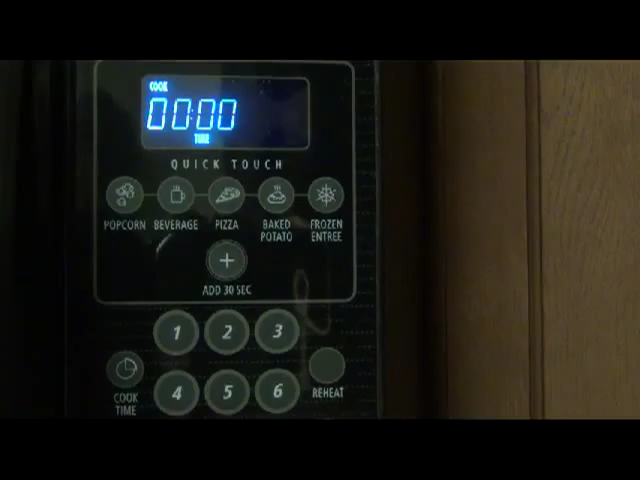 COOK
00:00
TIME
QUICK TOUCH
POPCORN BEVERAGE PIZZA BAKED POTATO FROZEN ENTREE
ADD 30 SEC
1 2 3
COOK TIME
4 5 6
REHEAT